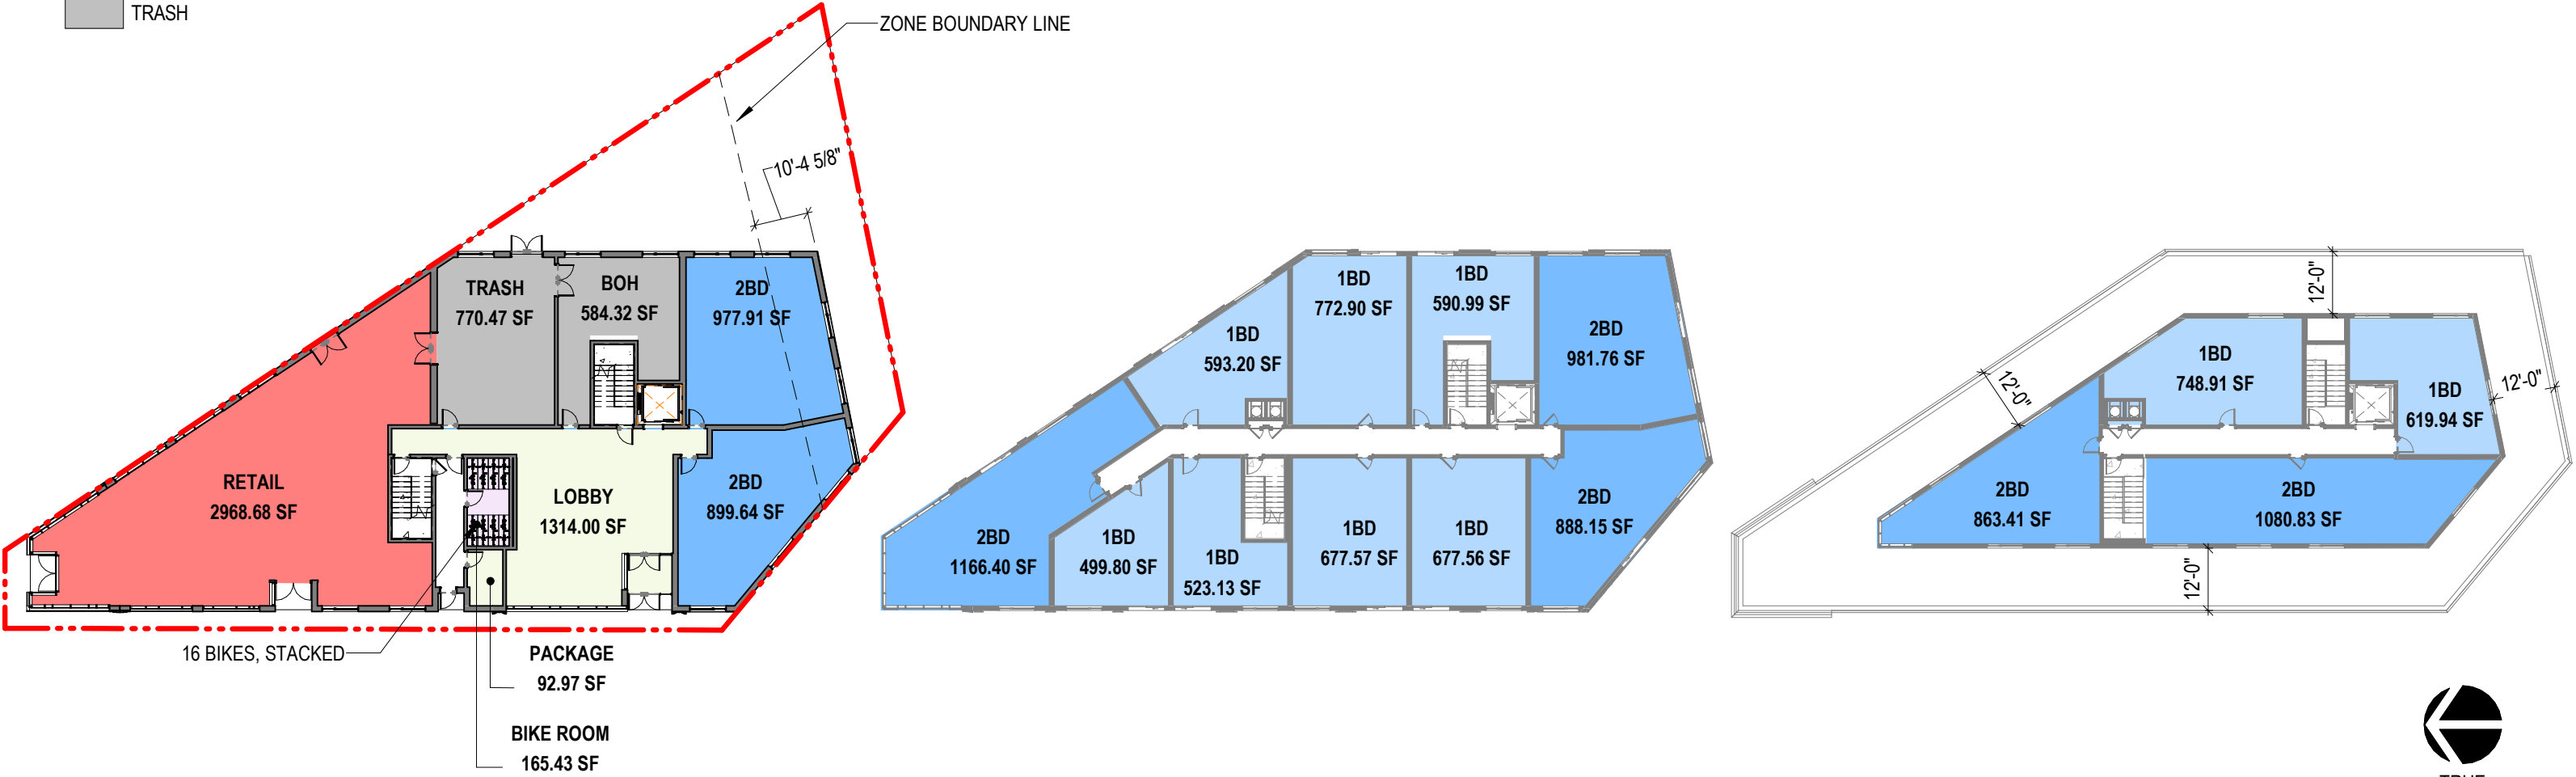 TRASH
ZONE BOUNDARY LINE
10'-4 5/8"
TRASH
770.47 SF
BOH
584.32 SF
2BD
977.91 SF
RETAIL
2968.68 SF
LOBBY
1314.00 SF
2BD
899.64 SF
16 BIKES, STACKED
PACKAGE
92.97 SF
BIKE ROOM
165.43 SF
1BD
593.20 SF
1BD
772.90 SF
1BD
590.99 SF
2BD
981.76 SF
2BD
1166.40 SF
1BD
499.80 SF
1BD
523.13 SF
1BD
677.57 SF
1BD
677.56 SF
2BD
888.15 SF
12'-0"
12'-0"
1BD
748.91 SF
1BD
619.94 SF
12'-0"
2BD
863.41 SF
2BD
1080.83 SF
12'-0"
TRUE